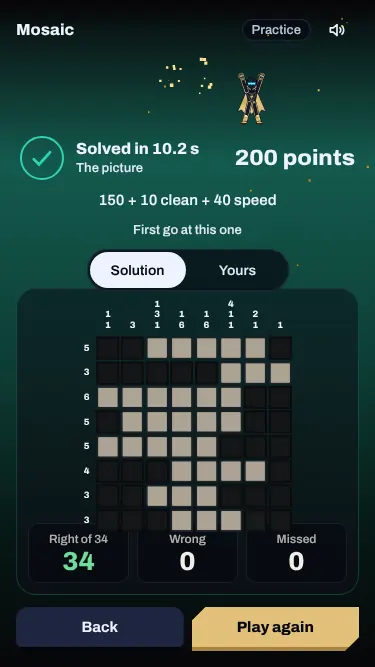 Mosaic
Practice
Solved in 10.2 s
The picture
200 points
150 + 10 clean + 40 speed
First go at this one
Solution
Yours
1 1 4
3 1 1 1 2
1 3 1 6 6 1 1 1
5
3
6
5
5
4
3
3
Right of 34
34
Wrong
0
Missed
0
Back
Play again